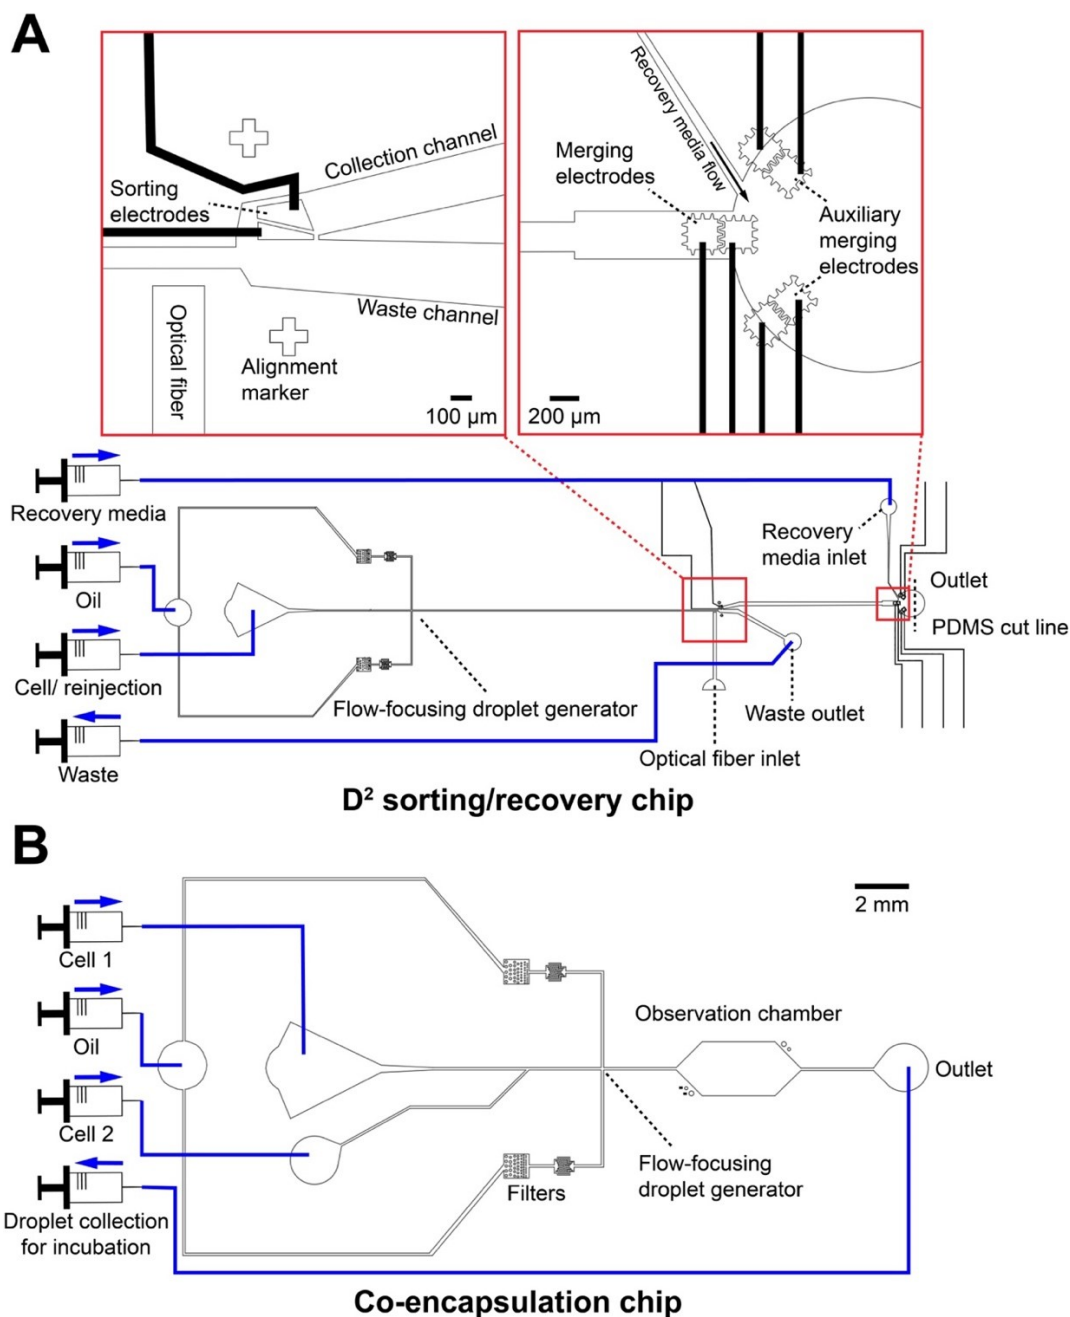 A
Sorting
electrodes
Collection channel
Waste channel
Optical fiber
Alignment
marker
100 µm
Recovery media flow
Merging
electrodes
Auxiliary
merging
electrodes
200 µm
Recovery media
Oil
Cell/ reinjection
Waste
Flow-focusing droplet generator
Recovery
media inlet
Outlet
PDMS cut line
Waste outlet
Optical fiber inlet
D² sorting/recovery chip
B
2 mm
Cell 1
Oil
Cell 2
Droplet collection
for incubation
Observation chamber
Outlet
Flow-focusing
droplet generator
Filters
Co-encapsulation chip